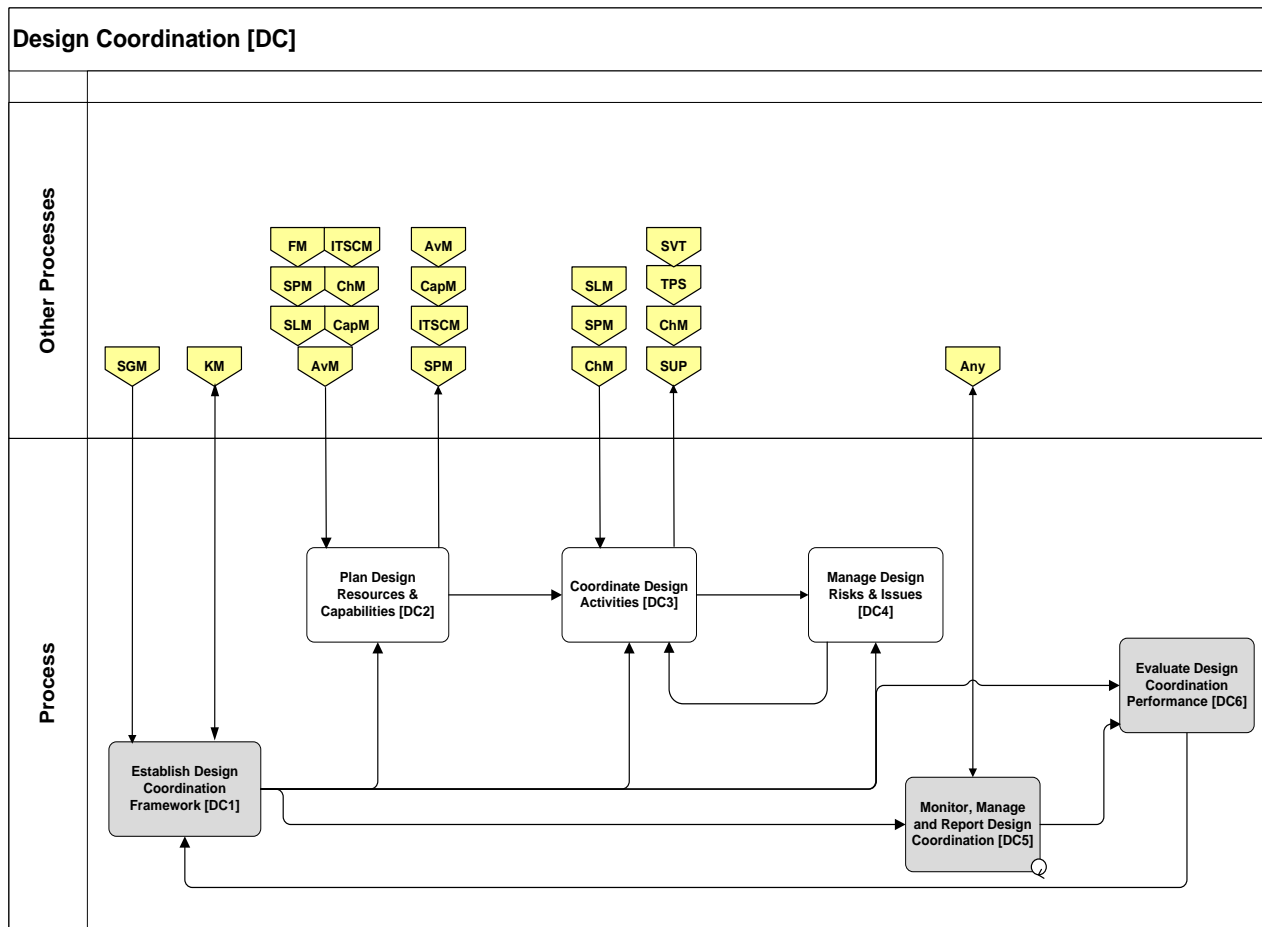 Design Coordination [DC]
Other Processes
FM
ITSCM
AvM
SVT
SPM
ChM
CapM
SLM
TPS
SLM
CapM
ITSCM
SPM
ChM
SGM
KM
AvM
SPM
ChM
SUP
Any
Process
Plan Design
Resources &
Capabilities [DC2]
Coordinate Design
Activities [DC3]
Manage Design
Risks & Issues
[DC4]
Evaluate Design
Coordination
Performance [DC6]
Establish Design
Coordination
Framework [DC1]
Monitor, Manage
and Report Design
Coordination [DC5]